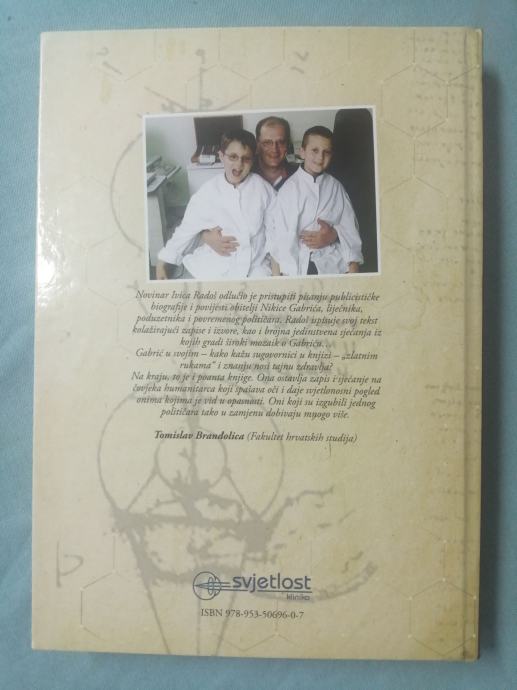 Novinar Ivica Radoš odlučio je pristupiti pisanju publicističke
biografije i povijesti obitelji Nikice Gabrića, liječnika,
poduzetnika i povremenog političara. Radoš ispisuje svoj tekst
kolažirajući zapise i izvore, kao i brojna jedinstvena sjećanja iz
kojih gradi široki mozaik o Gabriću.
Gabrić u svojim – kako kažu sugovornici u knjizi – „zlatnim
rukama“ i znanju nosi tajnu zdravlja?
Na kraju, to je i poanta knjige. Ona ostavlja zapis i sjećanje na
čovjeka humanitarca koji spašava oči i daje svjetlonosni pogled
onima kojima je vid u opasnosti. Oni koji su izgubili jednog
političara tako u zamjenu dobivaju mnogo više.
Tomislav Brandolica (Fakultet hrvatskih studija)
svjetlost
klinika
ISBN 978-953-50696-0-7